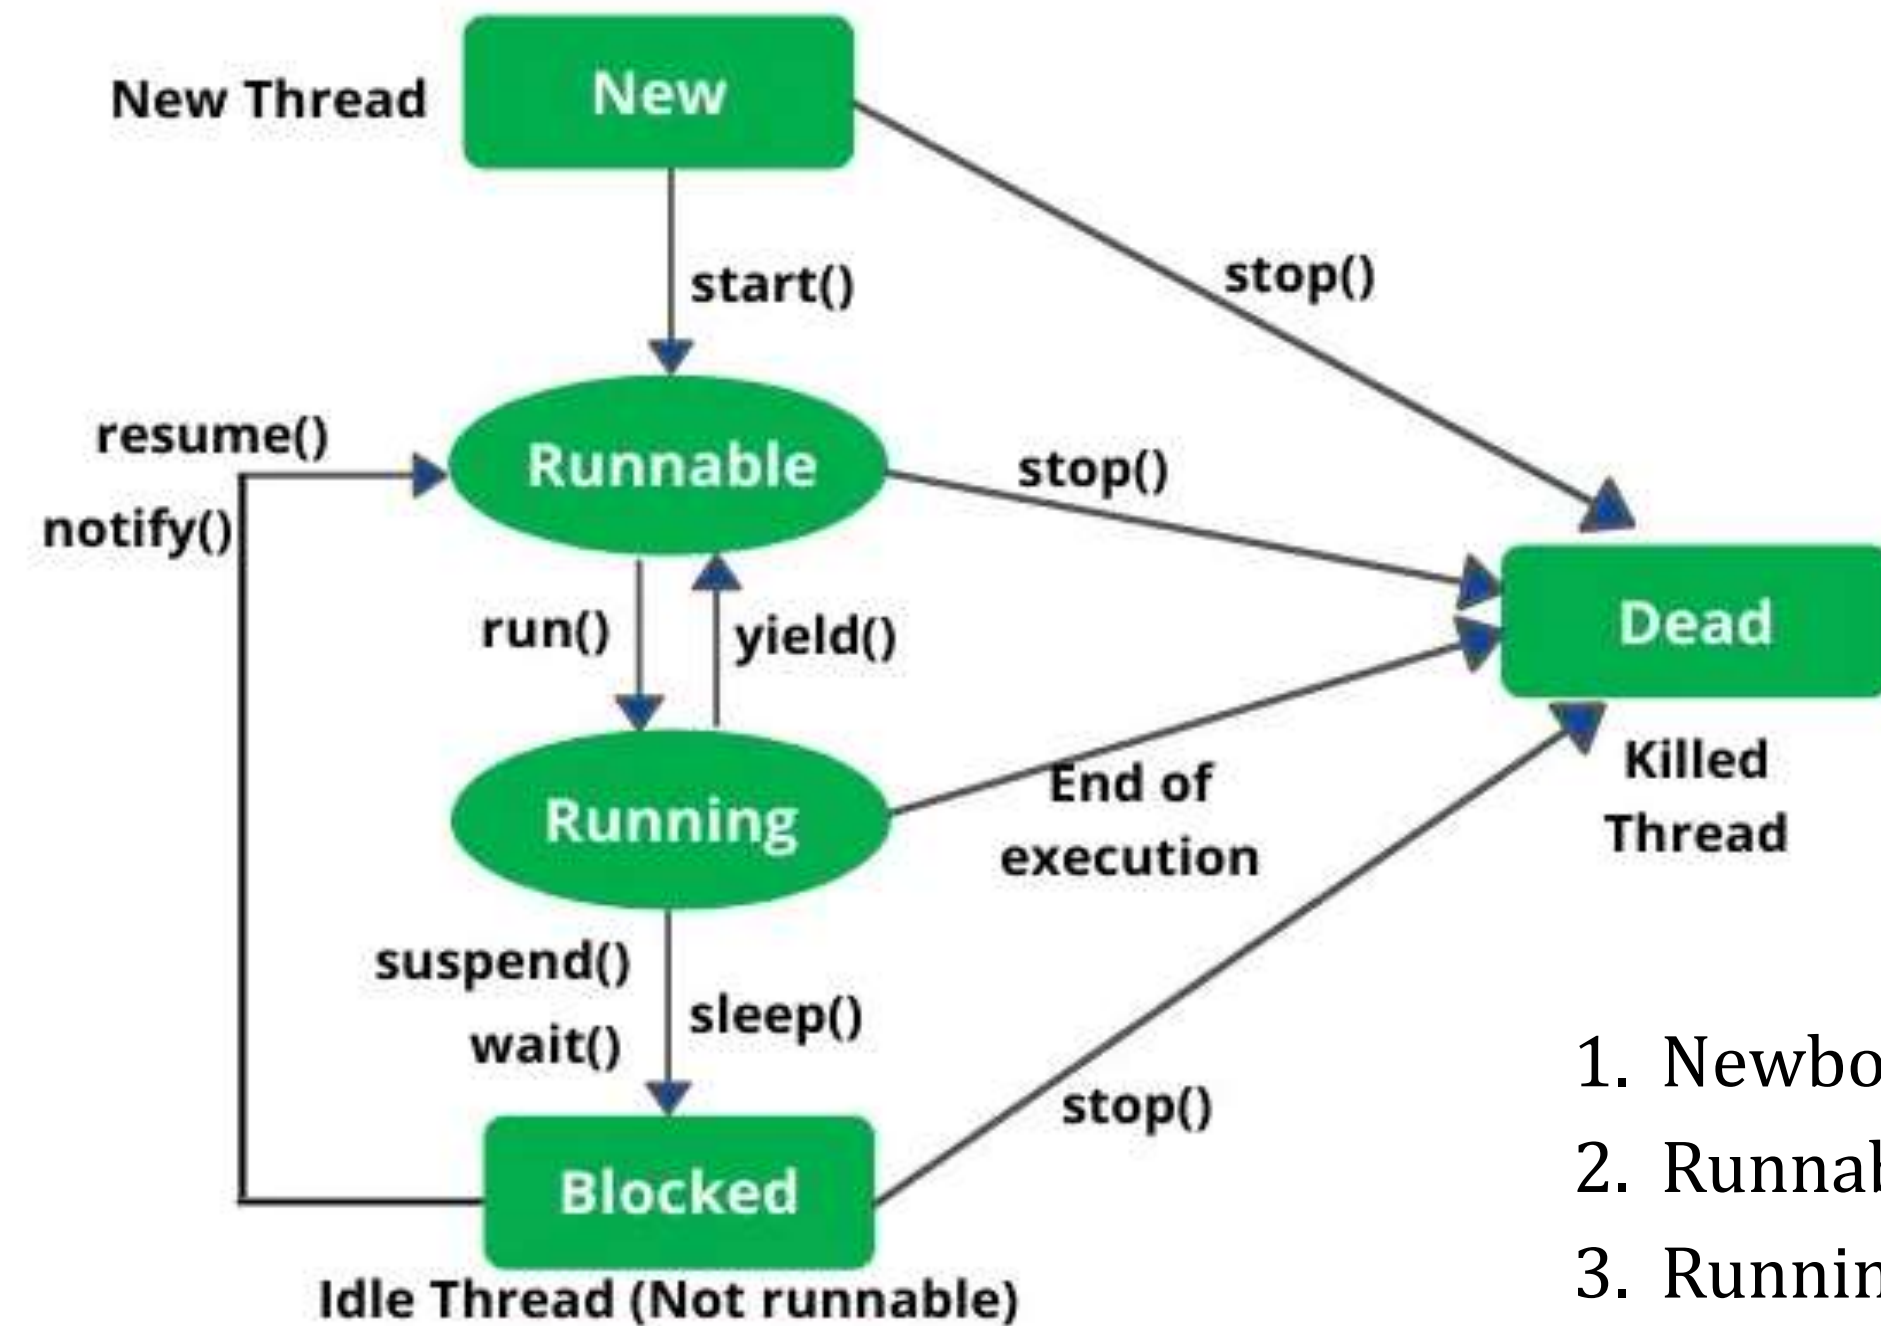 New Thread
New
start()
stop()
resume()
notify()
Runnable
stop()
run()
yield()
Dead
Killed
Thread
Running
End of
execution
suspend()
wait()
sleep()
stop()
Blocked
Idle Thread (Not runnable)
1.
2.
3.